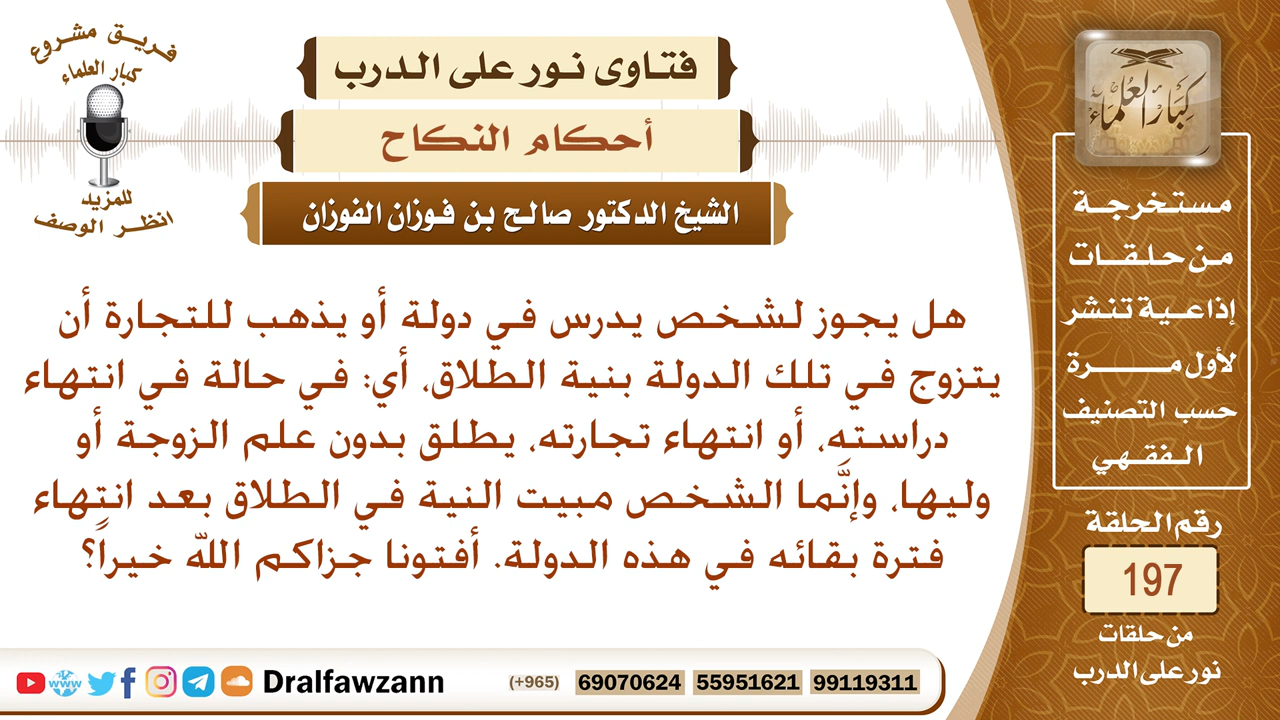 فريق مشروع
كبار العلماء
للمزيد
انظر الوصف
فتاوى نور على الدرب
أحكام النكاح
الشيخ الدكتور صالح بن فوزان الفوزان
هل يجوز لشخص يدرس في دولة أو يذهب للتجارة أن
يتزوج في تلك الدولة بنية الطلاق، أي: في حالة في انتهاء
دراسته، أو انتهاء تجارته، يطلق بدون علم الزوجة أو
وليها، وإنَّما الشخص مبيت النية في الطلاق بعد انتهاء
فترة بقائه في هذه الدولة. أفتونا جزاكم الله خيراً؟
كبار العلماء
مستخرجة
من حلقات
إذاعية تنشر
لأول مرة
حسب التصنيف
الفقهي
رقم الحلقة
197
من حلقات
نور على الدرب
www Dralfawzann (+965) 69070624 55951621 99119311